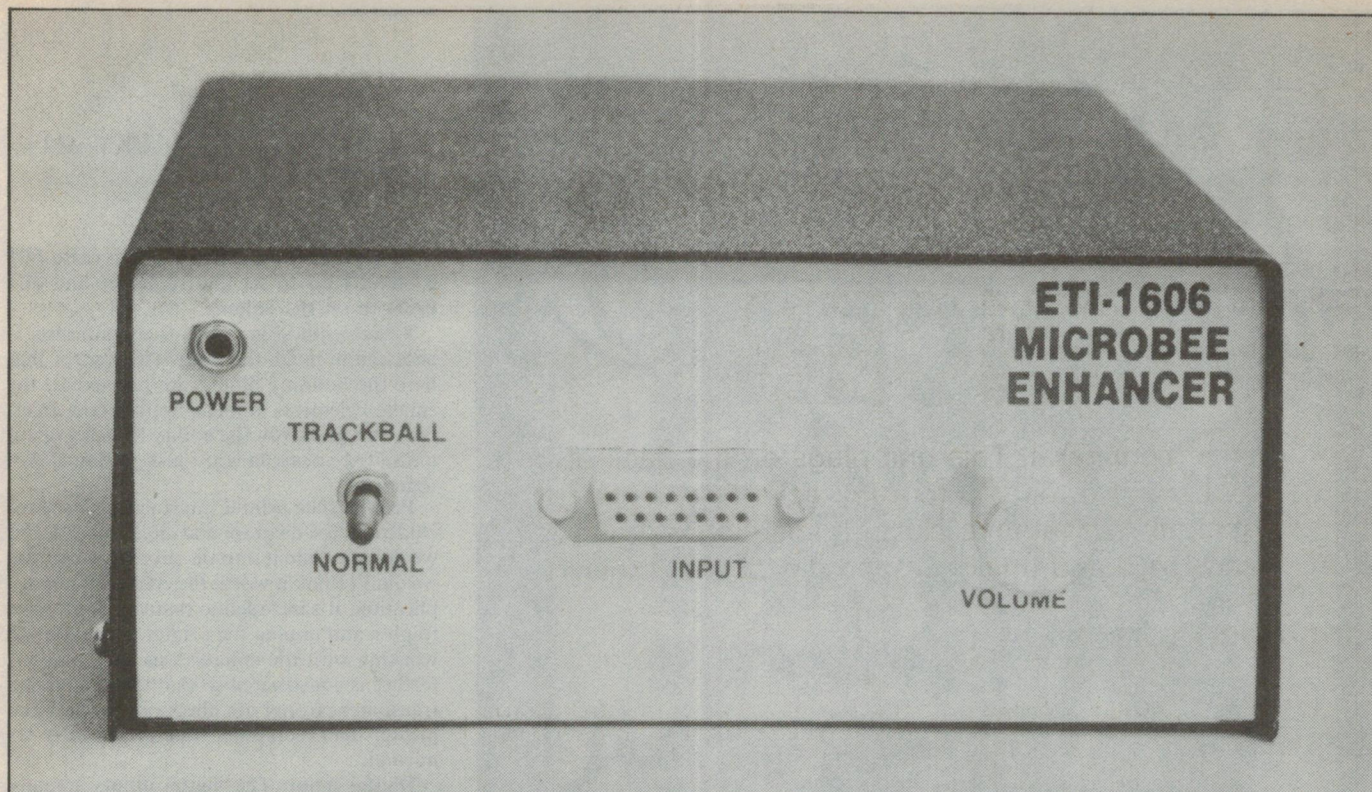 ETI-1606
MICROBEE
ENHANCER
POWER
TRACKBALL
NORMAL
INPUT
VOLUME